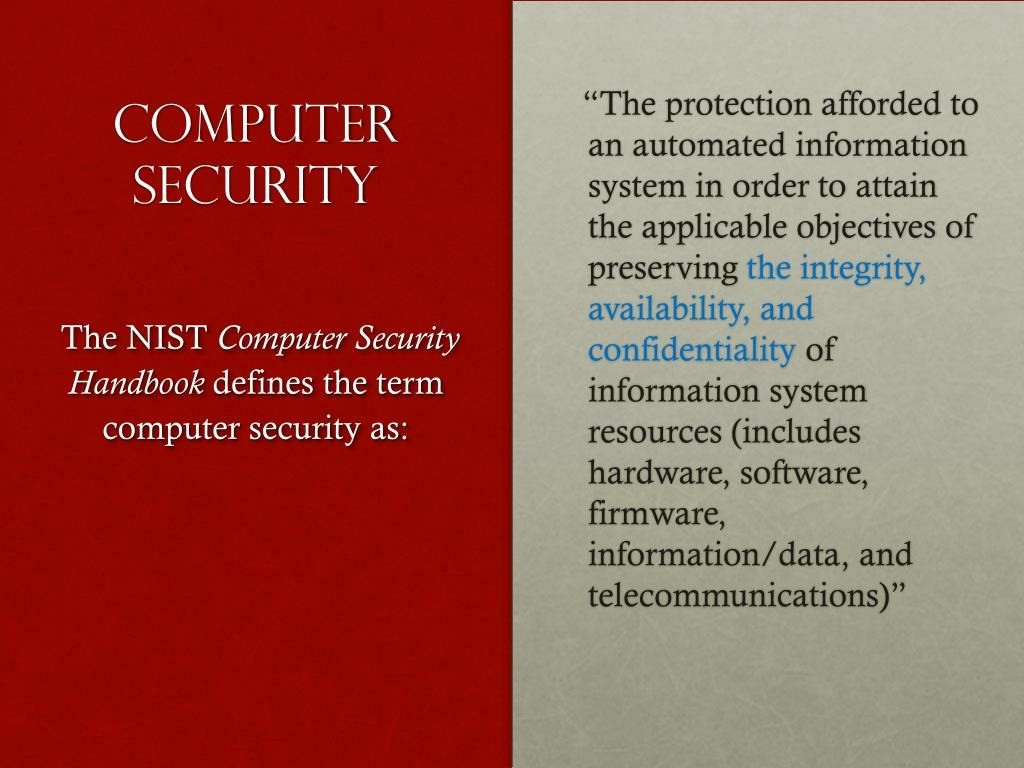 COMPUTER
SECURITY
The NIST Computer Security
Handbook defines the term
computer security as:
“The protection afforded to
an automated information
system in order to attain
the applicable objectives of
preserving the integrity,
availability, and
confidentiality of
information system
resources (includes
hardware, software,
firmware,
information/data, and
telecommunications)”